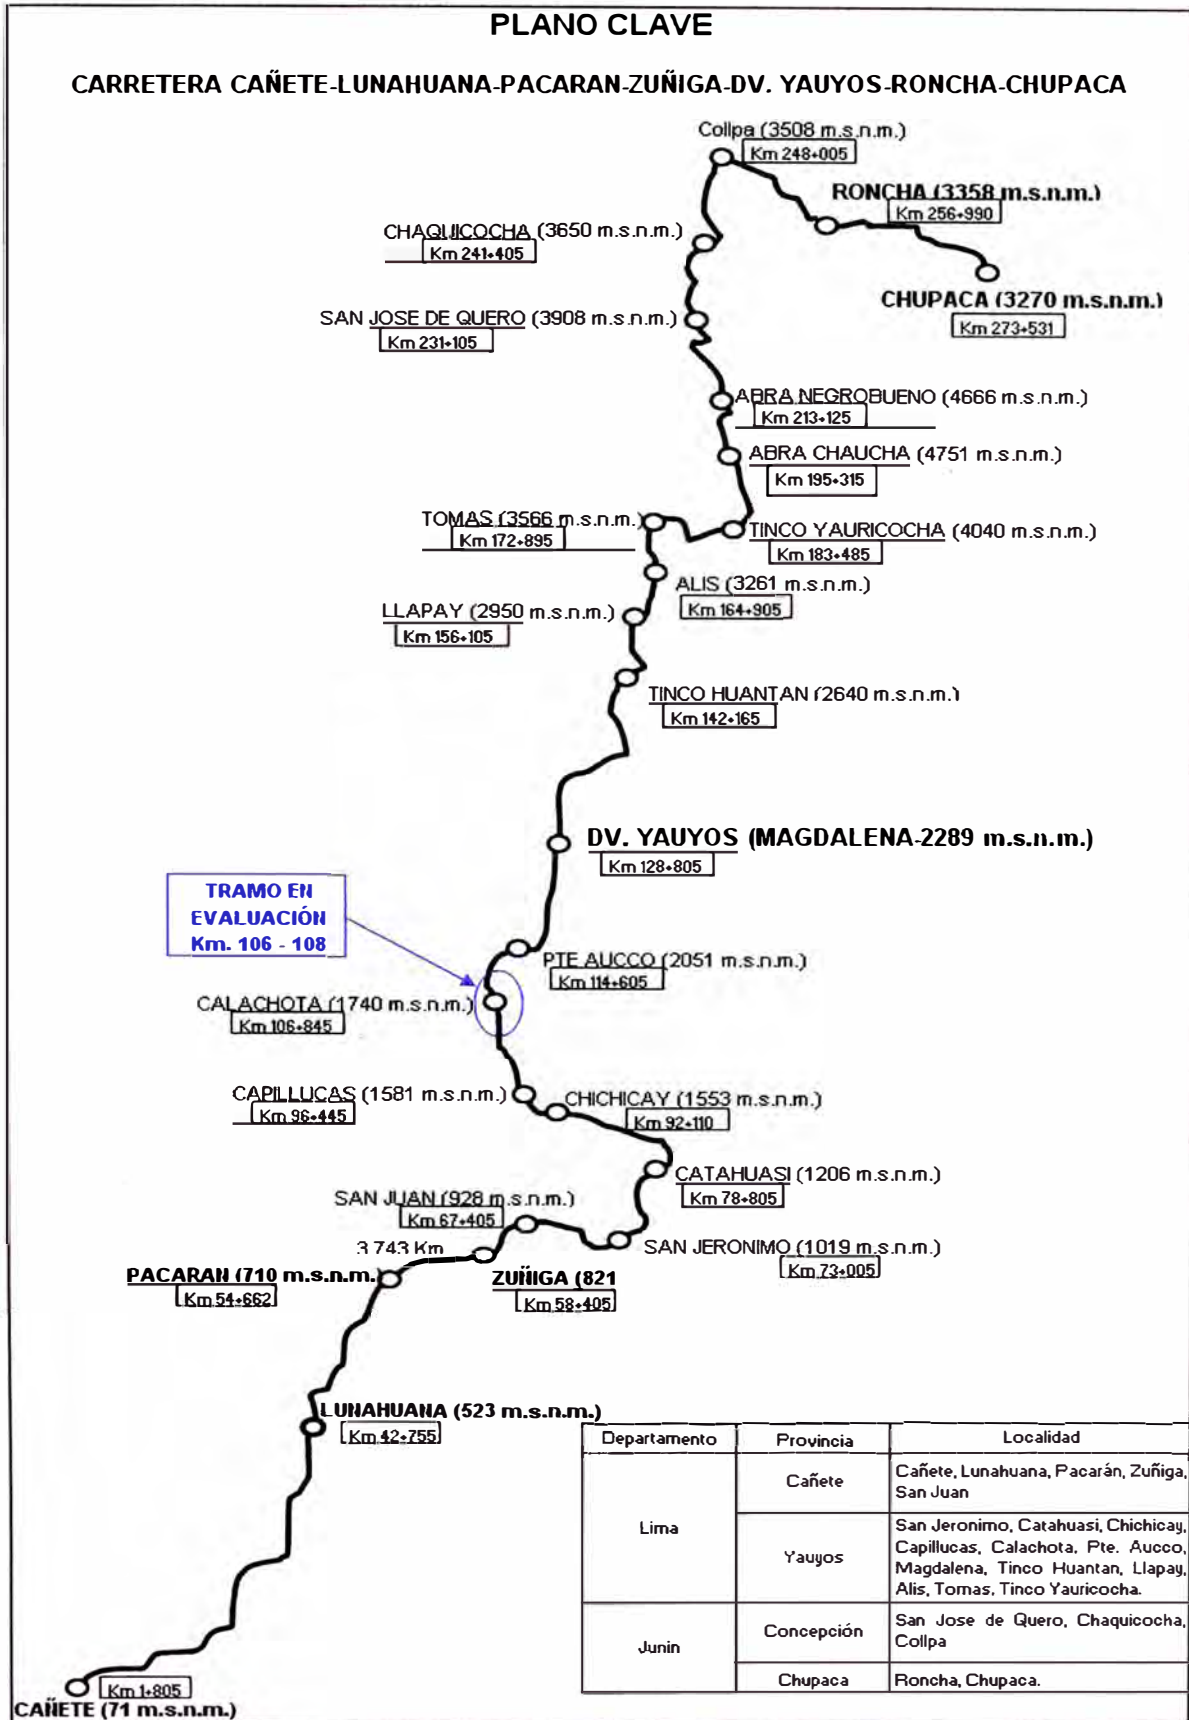 PLANO CLAVE
CARRETERA CAÑETE-LUNAHUANA-PACARAN-ZUÑIGA-DV. YAUYOS-RONCHA-CHUPACA
Collpa (3508 m.s.n.m.)
Km 248+005
RONCHA (3358 m.s.n.m.)
Km 256+990
CHAQUICOCHA (3650 m.s.n.m.)
Km 241+405
CHUPACA (3270 m.s.n.m.)
Km 273+531
SAN JOSE DE QUERO (3908 m.s.n.m.)
Km 231+105
ABRA NEGROBUENO (4666 m.s.n.m.)
Km 213+125
ABRA CHAUCHA (4751 m.s.n.m.)
Km 195+315
TOMAS (3566 m.s.n.m.)
Km 172+895
TINCO YAURICOCHA (4040 m.s.n.m.)
Km 183+485
ALIS (3261 m.s.n.m.)
Km 164+905
LLAPAY (2950 m.s.n.m.)
Km 156+105
TINCO HUANTAN (2640 m.s.n.m.)
Km 142+165
DV. YAUYOS (MAGDALENA-2289 m.s.n.m.)
Km 128+805
TRAMO EN
EVALUACIÓN
Km. 106 - 108
PTE AUCCO (2051 m.s.n.m.)
Km 114+605
CALACHOTA (1740 m.s.n.m.)
Km 106+845
CAPILLUCAS (1581 m.s.n.m.)
Km 96+445
CHICHICAY (1553 m.s.n.m.)
Km 92+110
CATAHUASI (1206 m.s.n.m.)
Km 78+805
SAN JUAN (928 m.s.n.m.)
Km 67+405
SAN JERONIMO (1019 m.s.n.m.)
Km 73+005
3.743 Km
PACARAN (710 m.s.n.m.)
Km 54+662
ZUÑIGA (821
Km 58+405
LUNAHUANA (523 m.s.n.m.)
Km 42+755
Departamento Provincia Localidad
Lima Cañete Cañete, Lunahuana, Pacarán, Zuñiga,
San Juan
Yauyos San Jeronimo, Catahuasi, Chichicay,
Capillucas, Calachota, Pte. Aucco,
Magdalena, Tinco Huantan, Llapay,
Alis, Tomas, Tinco Yauricocha.
Junin Concepción San Jose de Quero, Chaquicocha,
Collpa
Chupaca Roncha, Chupaca.
Km 1+805
CAÑETE (71 m.s.n.m.)